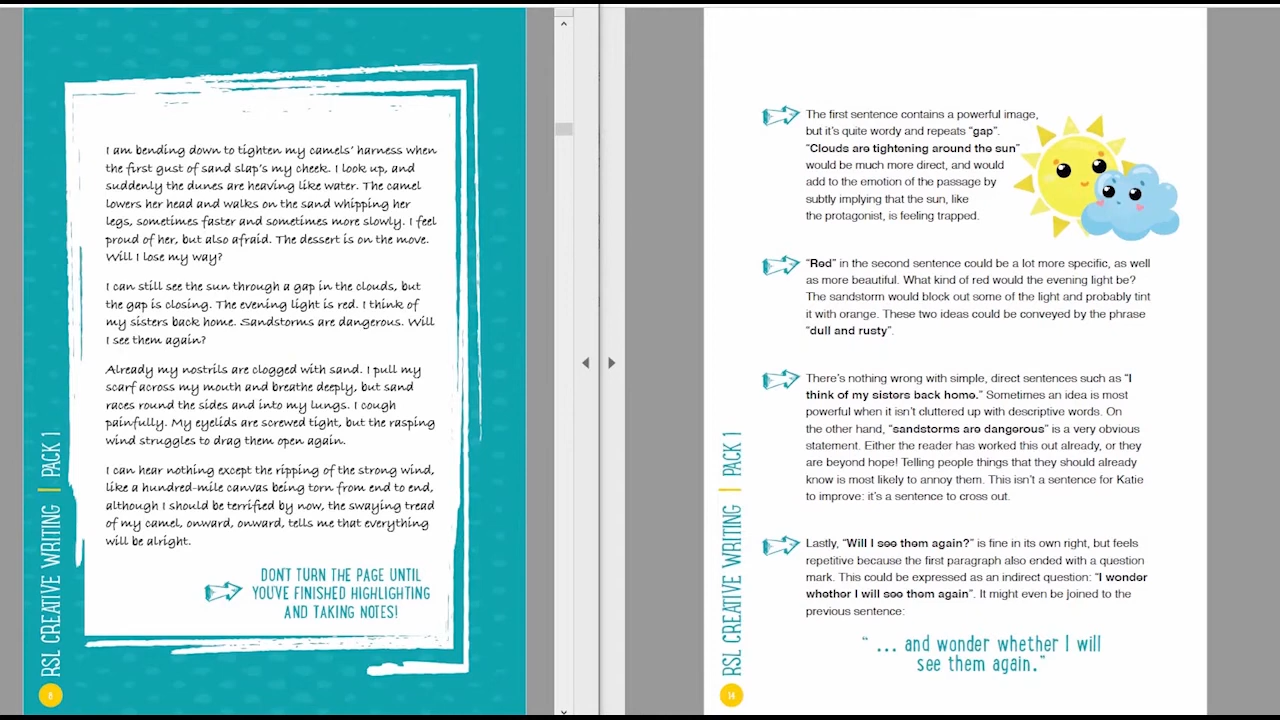 I am bending down to tighten my camels' harness when
the first gust of sand slap's my cheek. I look up, and
suddenly the dunes are heaving like water. The camel
lowers her head and walks on the sand whipping her
legs, sometimes faster and sometimes more slowly. I feel
proud of her, but also afraid. The dessert is on the move.
Will I lose my way?
I can still see the sun through a gap in the clouds, but
the gap is closing. The evening light is red. I think of
my sisters back home. Sandstorms are dangerous. Will
I see them again?
Already my nostrils are clogged with sand. I pull my
scarf across my mouth and breathe deeply, but sand
races round the sides and into my lungs. I cough
painfully. My eyelids are screwed tight, but the rasping
wind struggles to drag them open again.
I can hear nothing except the ripping of the strong wind,
like a hundred-mile canvas being torn from end to end,
although I should be terrified by now, the swaying tread
of my camel, onward, onward, tells me that everything
will be alright.
DON'T TURN THE PAGE UNTIL
YOU'VE FINISHED HIGHLIGHTING
AND TAKING NOTES!
RSL CREATIVE WRITING | PACK 1
8
The first sentence contains a powerful image,
but it's quite wordy and repeats "gap".
"Clouds are tightening around the sun"
would be much more direct, and would
add to the emotion of the passage by
subtly implying that the sun, like
the protagonist, is feeling trapped.
"Red" in the second sentence could be a lot more specific, as well
as more beautiful. What kind of red would the evening light be?
The sandstorm would block out some of the light and probably tint
it with orange. These two ideas could be conveyed by the phrase
"dull and rusty".
There's nothing wrong with simple, direct sentences such as "I
think of my sisters back home." Sometimes an idea is most
powerful when it isn't cluttered up with descriptive words. On
the other hand, "sandstorms are dangerous" is a very obvious
statement. Either the reader has worked this out already, or they
are beyond hope! Telling people things that they should already
know is most likely to annoy them. This isn't a sentence for Katie
to improve: it's a sentence to cross out.
Lastly, "Will I see them again?" is fine in its own right, but feels
repetitive because the first paragraph also ended with a question
mark. This could be expressed as an indirect question: "I wonder
whether I will see them again". It might even be joined to the
previous sentence:
"... and wonder whether I will
see them again."
RSL CREATIVE WRITING | PACK 1
14